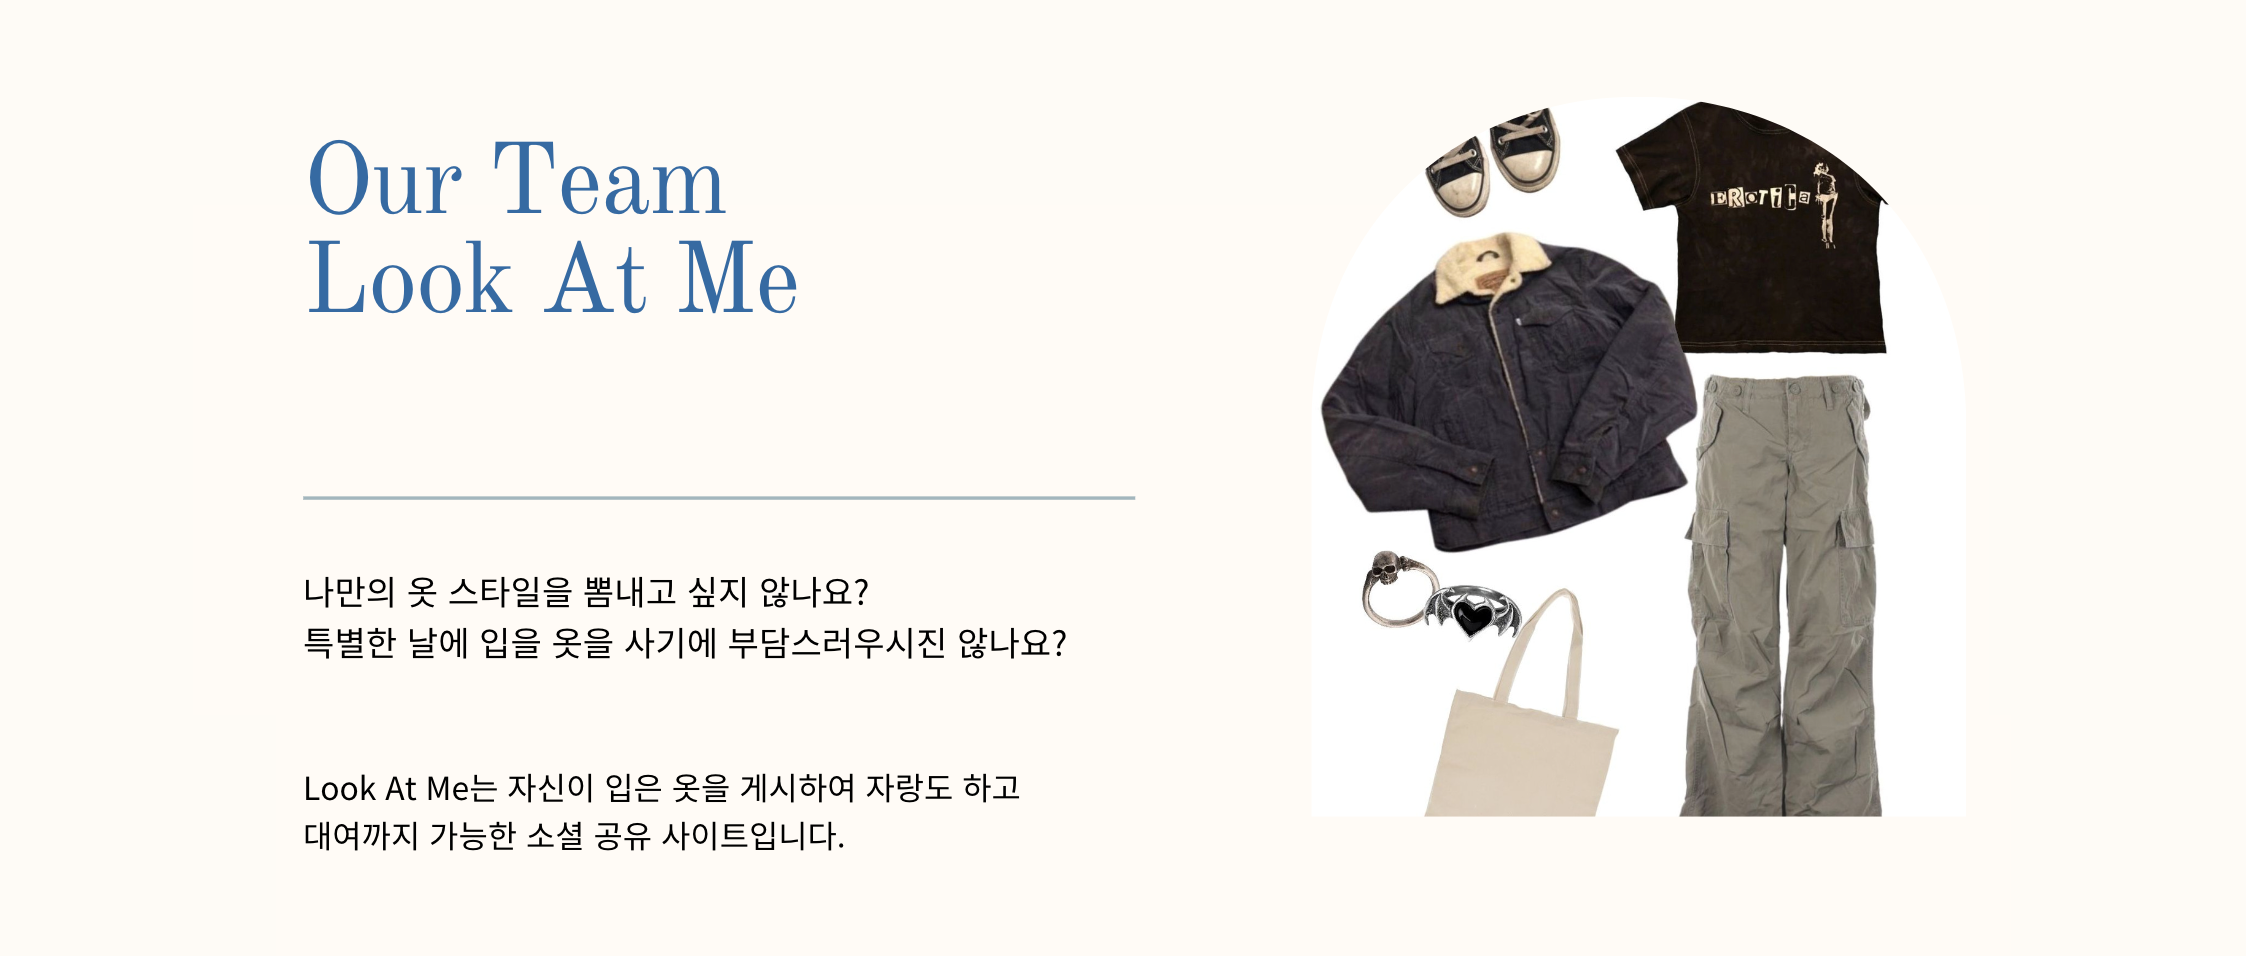 Our Team
Look At Me
나만의 옷 스타일을 뽐내고 싶지 않나요?
특별한 날에 입을 옷을 사기에 부담스러우시진 않나요?
Look At Me는 자신이 입은 옷을 게시하여 자랑도 하고
대여까지 가능한 소셜 공유 사이트입니다.
EROTiCa